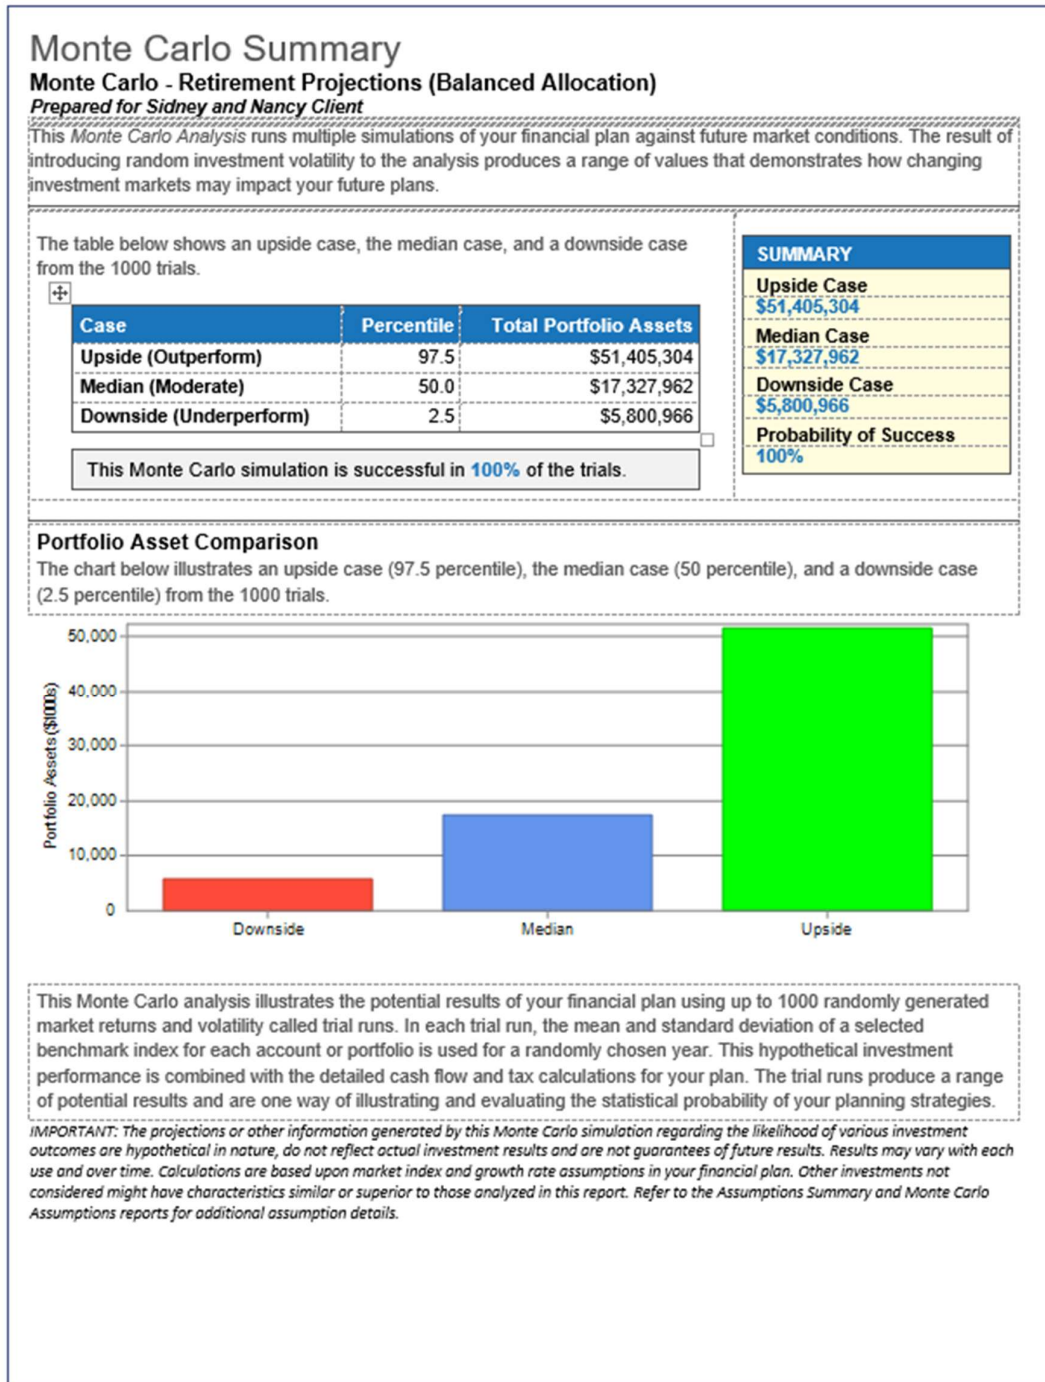 Monte Carlo Summary
Monte Carlo - Retirement Projections (Balanced Allocation)
Prepared for Sidney and Nancy Client
This Monte Carlo Analysis runs multiple simulations of your financial plan against future market conditions. The result of
introducing random investment volatility to the analysis produces a range of values that demonstrates how changing
investment markets may impact your future plans.
The table below shows an upside case, the median case, and a downside case
from the 1000 trials.
Case Percentile Total Portfolio Assets
Upside (Outperform) 97.5 $51,405,304
Median (Moderate) 50.0 $17,327,962
Downside (Underperform) 2.5 $5,800,966
This Monte Carlo simulation is successful in 100% of the trials.
SUMMARY
Upside Case
$51,405,304
Median Case
$17,327,962
Downside Case
$5,800,966
Probability of Success
100%
Portfolio Asset Comparison
The chart below illustrates an upside case (97.5 percentile), the median case (50 percentile), and a downside case
(2.5 percentile) from the 1000 trials.
Portfolio Assets ($1000s)
50,000
40,000
30,000
20,000
10,000
0
Downside Median Upside
This Monte Carlo analysis illustrates the potential results of your financial plan using up to 1000 randomly generated
market returns and volatility called trial runs. In each trial run, the mean and standard deviation of a selected
benchmark index for each account or portfolio is used for a randomly chosen year. This hypothetical investment
performance is combined with the detailed cash flow and tax calculations for your plan. The trial runs produce a range
of potential results and are one way of illustrating and evaluating the statistical probability of your planning strategies.
IMPORTANT: The projections or other information generated by this Monte Carlo simulation regarding the likelihood of various investment
outcomes are hypothetical in nature, do not reflect actual investment results and are not guarantees of future results. Results may vary with each
use and over time. Calculations are based upon market index and growth rate assumptions in your financial plan. Other investments not
considered might have characteristics similar or superior to those analyzed in this report. Refer to the Assumptions Summary and Monte Carlo
Assumptions reports for additional assumption details.